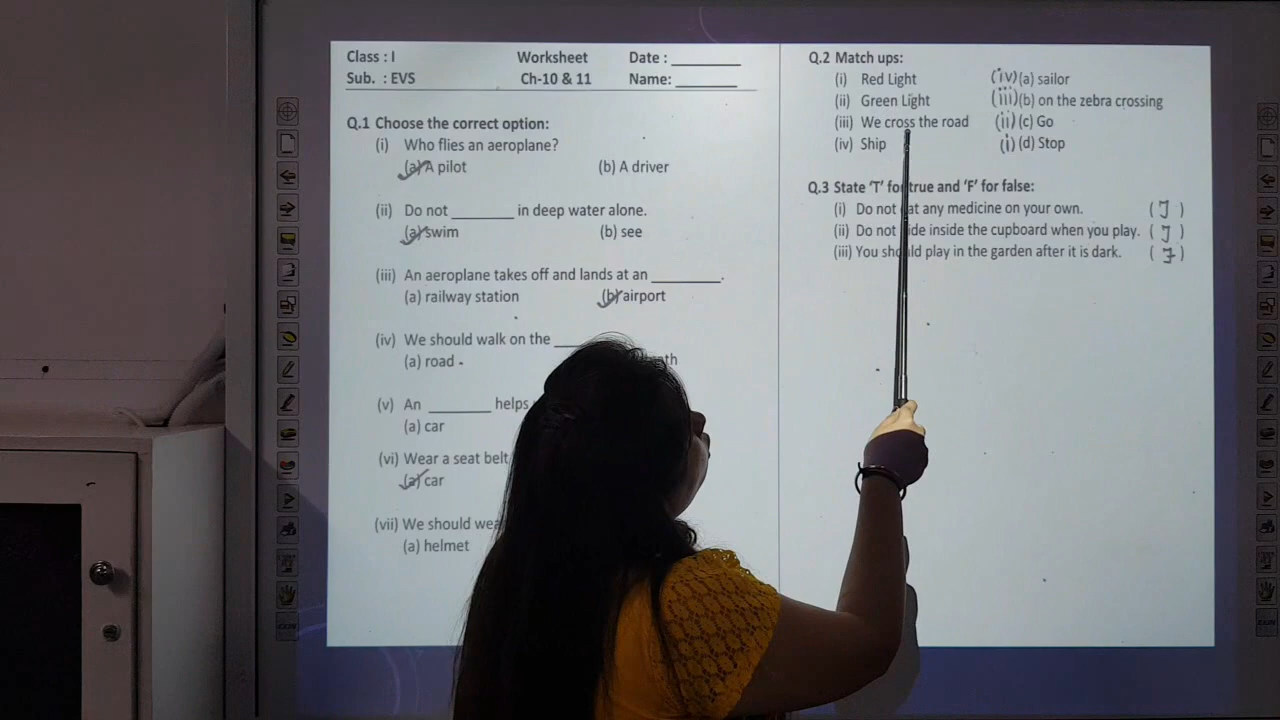 Class : I Worksheet Date : ________
Sub. : EVS Ch-10 & 11 Name: ________
Q.1 Choose the correct option:
(i) Who flies an aeroplane?
(a) A pilot (b) A driver
(ii) Do not ________ in deep water alone.
(a) swim (b) see
(iii) An aeroplane takes off and lands at an ________.
(a) railway station (b) airport
(iv) We should walk on the
(a) road
(v) An ________ helps
(a) car
(vi) Wear a seat belt
(a) car
(vii) We should
(a) helmet
Q.2 Match ups:
(i) Red Light (iv) (a) sailor
(ii) Green Light (iii) (b) on the zebra crossing
(iii) We cross the road (ii) (c) Go
(iv) Ship (i) (d) Stop
Q.3 State 'T' for true and 'F' for false:
(i) Do not eat any medicine on your own. ( T )
(ii) Do not hide inside the cupboard when you play. ( T )
(iii) You should play in the garden after it is dark. ( F )
EXIT